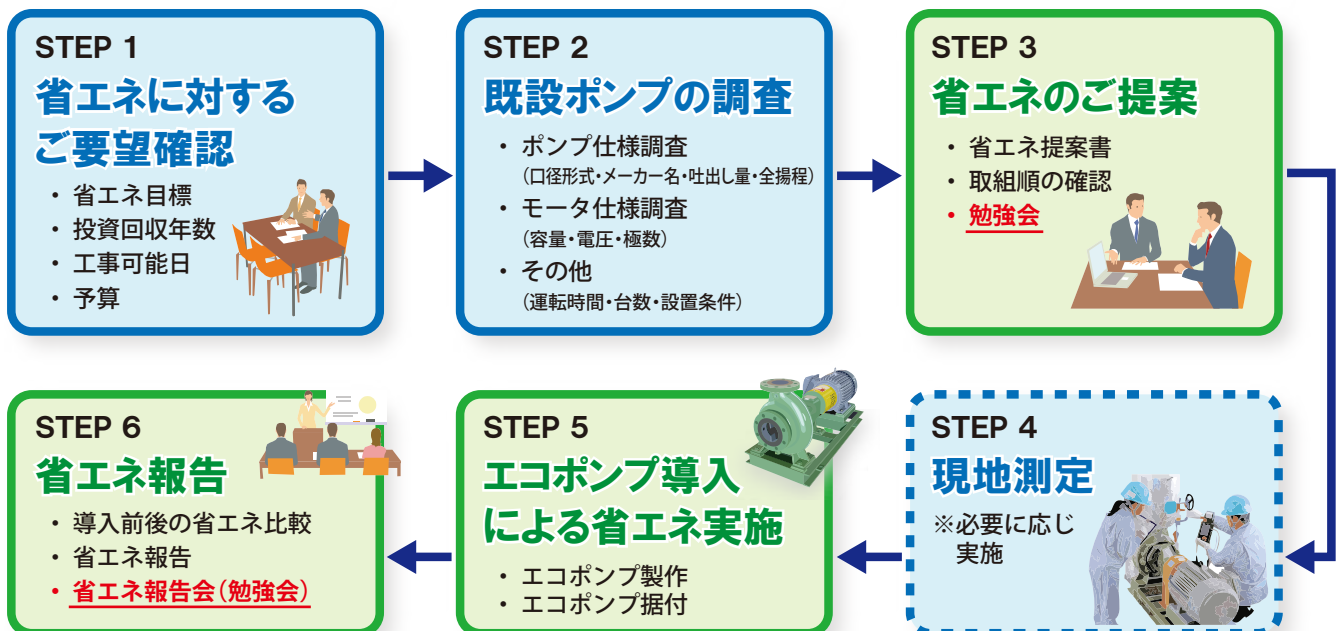 STEP 1
省エネに対する
ご要望確認
・ 省エネ目標
・ 投資回収年数
・ 工事可能日
・ 予算
STEP 2
既設ポンプの調査
・ ポンプ仕様調査
（口径形式・メーカー名・吐出し量・全揚程）
・ モータ仕様調査
（容量・電圧・極数）
・ その他
（運転時間・台数・設置条件）
STEP 3
省エネのご提案
・ 省エネ提案書
・ 取組順の確認
・ 勉強会
STEP 4
現地測定
※必要に応じ
実施
STEP 5
エコポンプ導入
による省エネ実施
・ エコポンプ製作
・ エコポンプ据付
STEP 6
省エネ報告
・ 導入前後の省エネ比較
・ 省エネ報告
・ 省エネ報告会（勉強会）